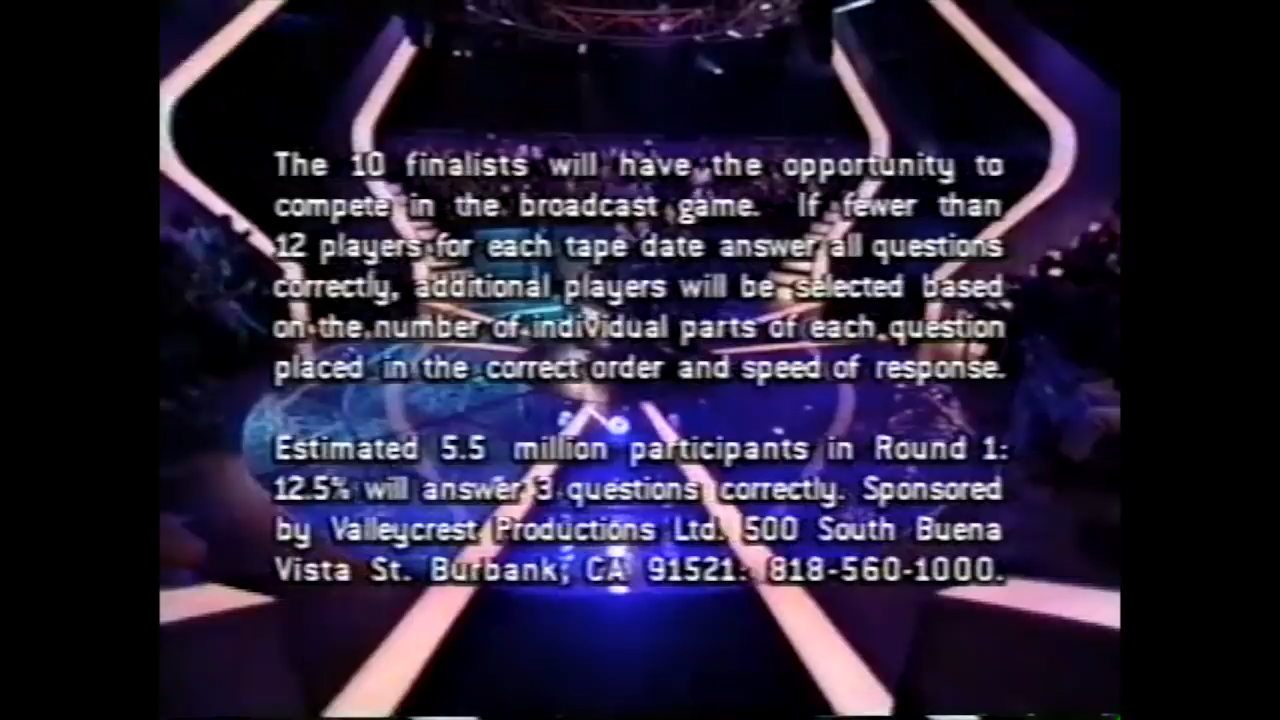 The 10 finalists will have the opportunity to
compete in the broadcast game. If fewer than
12 players for each tape date answer all questions
correctly, additional players will be selected based
on the number of individual parts of each question
placed in the correct order and speed of response.
Estimated 5.5 million participants in Round 1:
12.5% will answer 3 questions correctly. Sponsored
by Valleycrest Productions Ltd. 500 South Buena
Vista St. Burbank, CA 91521. 818-560-1000.